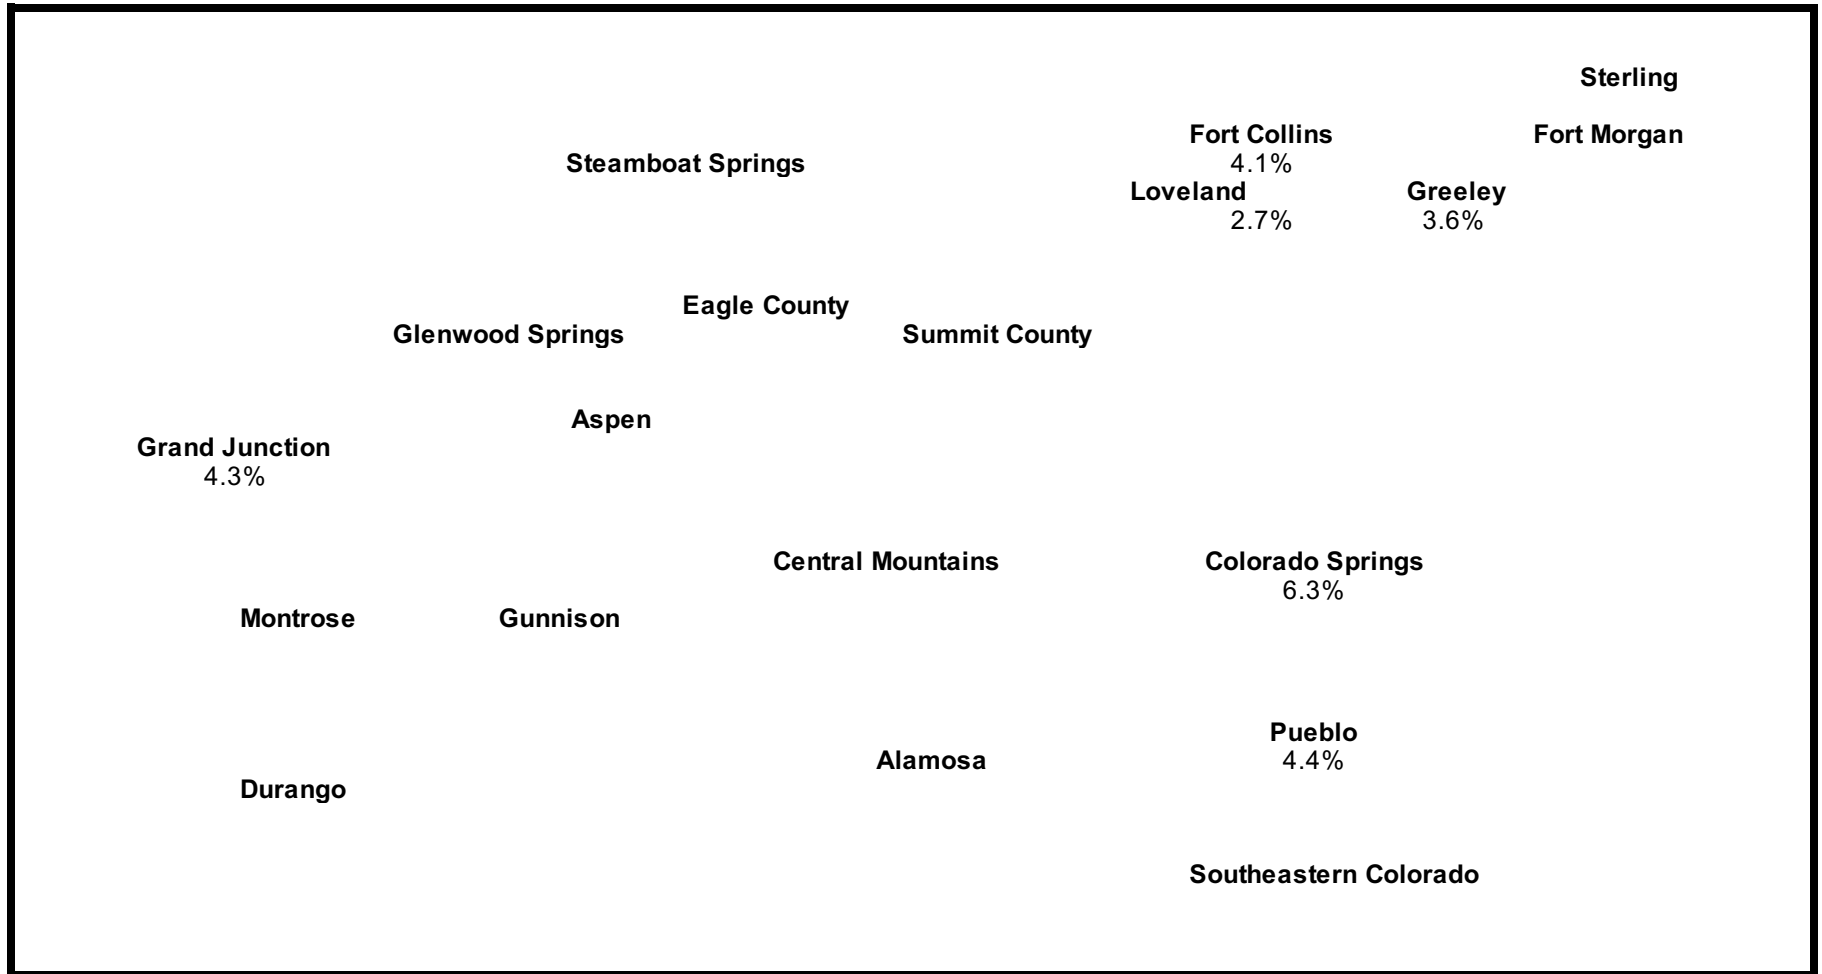 Sterling
Fort Collins Fort Morgan
Steamboat Springs 4.1%
Loveland Greeley
2.7% 3.6%
Eagle County
Glenwood Springs Summit County
Aspen
Grand Junction
4.3%
Central Mountains Colorado Springs
6.3%
Montrose Gunnison
Pueblo
Alamosa 4.4%
Durango
Southeastern Colorado